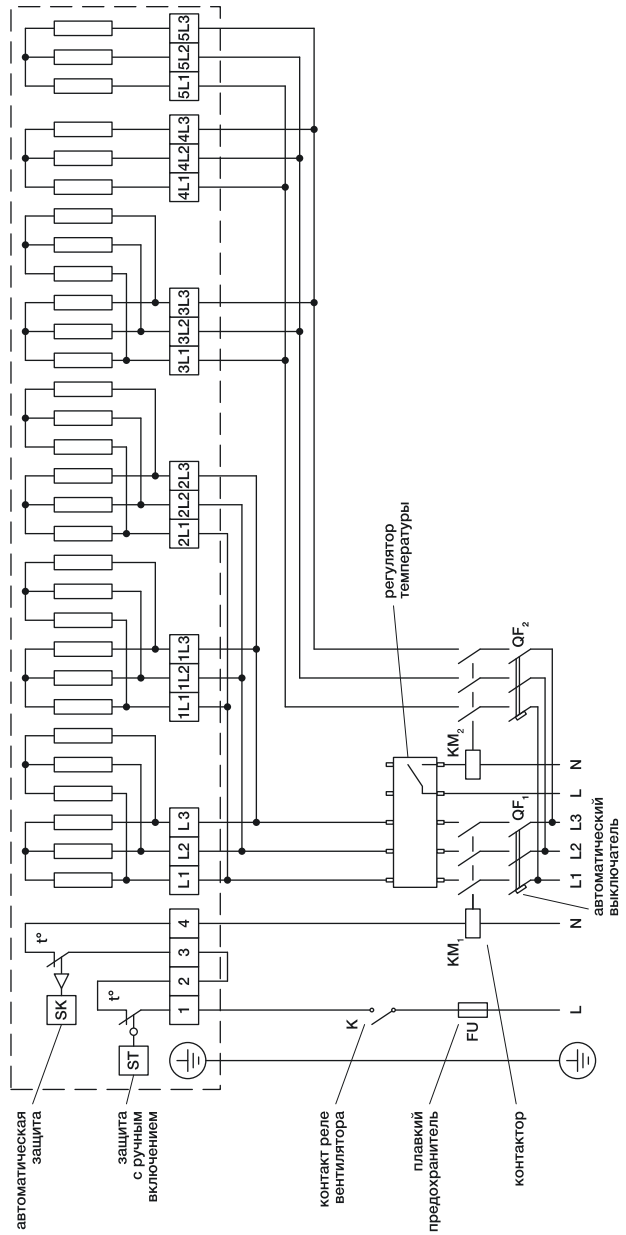 автоматическая
защита
защита
с ручным
включением
SK
ST
t°
t°
1
2
3
4
L1
L2
L3
1L1
1L2
1L3
2L1
2L2
2L3
3L1
3L2
3L3
4L1
4L2
4L3
5L1
5L2
5L3
регулятор
температуры
K
FU
KM1
QF1
KM2
QF2
L
N
L1
L2
L3
L
N
контакт реле
вентилятора
плавкий
предохранитель
контактор
автоматический
выключатель